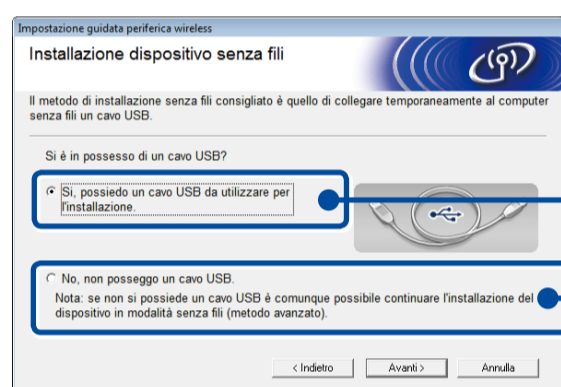 Impostazione guidata periferica wireless
Installazione dispositivo senza fili
Il metodo di installazione senza fili consigliato è quello di collegare temporaneamente al computer
senza fili un cavo USB.
Si è in possesso di un cavo USB?
Si, possiedo un cavo USB da utilizzare per
l'installazione.
No, non posseggo un cavo USB.
Nota: se non si possiede un cavo USB è comunque possibile continuare l'installazione del
dispositivo in modalità senza fili (metodo avanzato).
< Indietro
Avanti >
Annulla